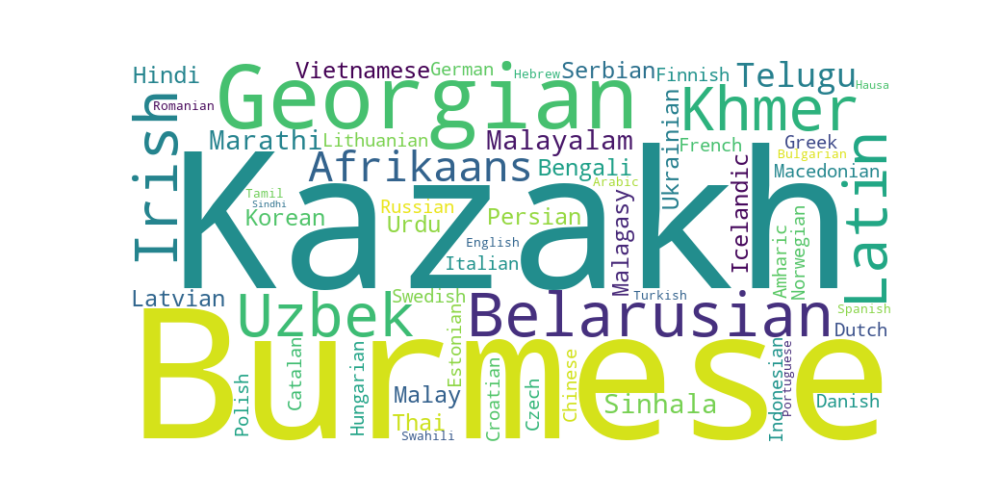 Hindi
Vietnamese
German
Hebrew
Serbian
Finnish
Telugu
Hausa
Romanian
Georgian
Khmer
Irish
Marathi
Lithuanian
Malayalam
Ukrainian
French
Greek
Bulgarian
Latin
Afrikaans
Bengali
Arabic
Icelandic
Macedonian
Kazakh
Tamil
Sindhi
Korean
Russian
Urdu
Persian
English
Italian
Malagasy
Amharic
Norwegian
Latvian
Uzbek
Swedish
Belarusian
Turkish
Spanish
Dutch
Burmese
Estonian
Polish
Catalan
Hungarian
Malay
Thai
Swahili
Croatian
Czech
Chinese
Sinhala
Indonesian
Portuguese
Danish